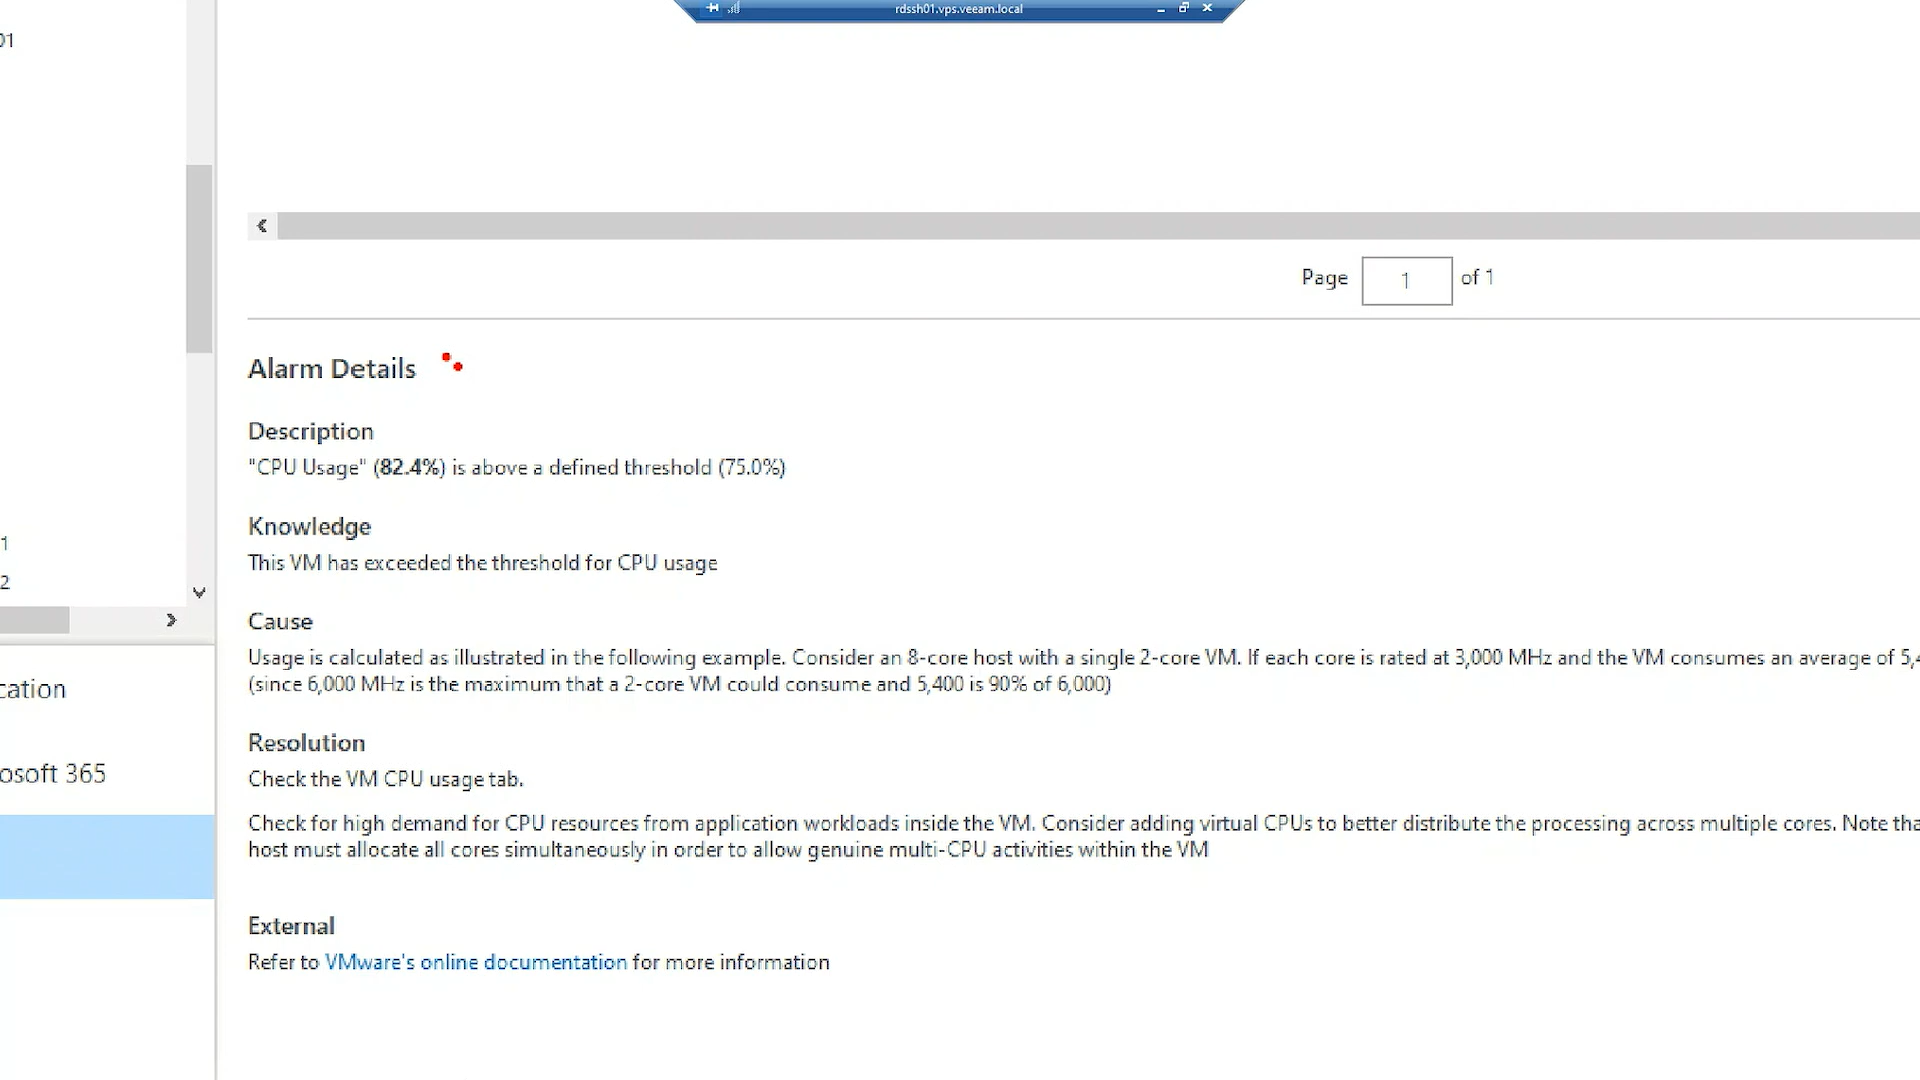 rdssh01.vps.veeam.local
01
Page 1 of 1
Alarm Details
Description
"CPU Usage" (82.4%) is above a defined threshold (75.0%)
Knowledge
This VM has exceeded the threshold for CPU usage
1
2
Cause
Usage is calculated as illustrated in the following example. Consider an 8-core host with a single 2-core VM. If each core is rated at 3,000 MHz and the VM consumes an average of 5,4
(since 6,000 MHz is the maximum that a 2-core VM could consume and 5,400 is 90% of 6,000)
cation
Resolution
osoft 365
Check the VM CPU usage tab.
Check for high demand for CPU resources from application workloads inside the VM. Consider adding virtual CPUs to better distribute the processing across multiple cores. Note tha
host must allocate all cores simultaneously in order to allow genuine multi-CPU activities within the VM
External
Refer to VMware's online documentation for more information